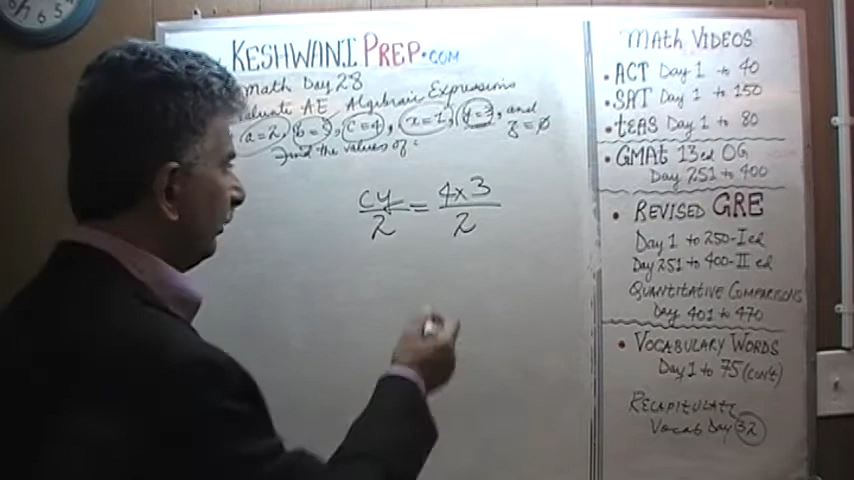 KESHWANI PREP.COM
Math Day 28
Evaluate AE Algebraic Expressions
a=2, b=3, c=4, x=1, y=3, and
z=0
Find the values of:
cy/2 = 4x3/2
MATH VIDEOS
• ACT Day 1 to 40
• SAT Day 1 to 150
• tEAS Day 1 to 80
• GMAt 13ed OG
Day 251 to 400
• REVISED GRE
Day 1 to 250-I ed
Day 251 to 400-II ed
QUANTITATIVE COMPARISONS
Day 401 to 470
• VOCABULARY WORDS
Day 1 to 75 (con't)
RECAPITULATE
Vocab Day 32